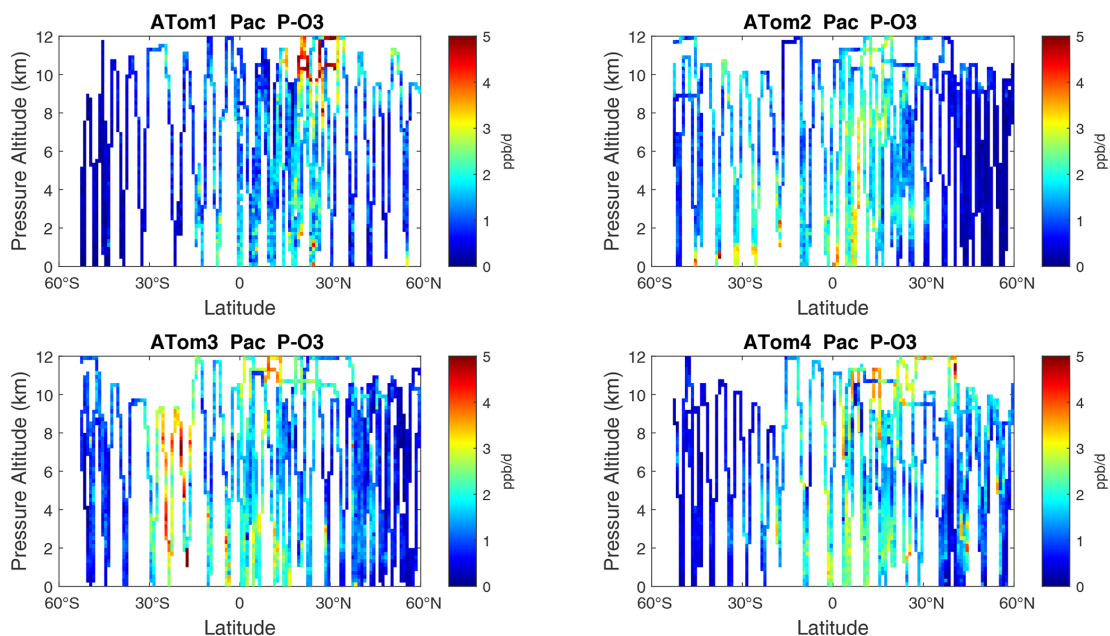 ATom1 Pac P-O3
Pressure Altitude (km)
12
10
8
6
4
2
0
60°S
30°S
0
30°N
60°N
Latitude
5
4
3
2
1
0
ppb/d
ATom2 Pac P-O3
Pressure Altitude (km)
12
10
8
6
4
2
0
60°S
30°S
0
30°N
60°N
Latitude
5
4
3
2
1
0
ppb/d
ATom3 Pac P-O3
Pressure Altitude (km)
12
10
8
6
4
2
0
60°S
30°S
0
30°N
60°N
Latitude
5
4
3
2
1
0
ppb/d
ATom4 Pac P-O3
Pressure Altitude (km)
12
10
8
6
4
2
0
60°S
30°S
0
30°N
60°N
Latitude
5
4
3
2
1
0
ppb/d